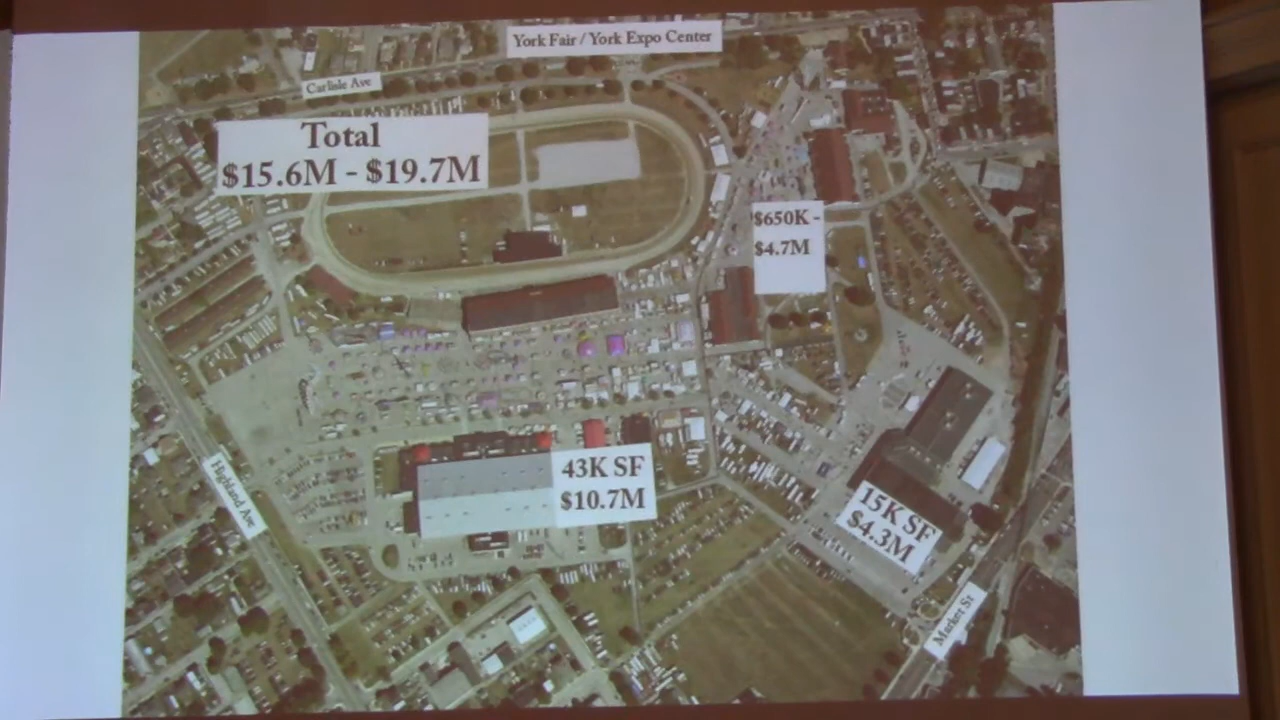 York Fair / York Expo Center
Carlisle Ave
Total
$15.6M - $19.7M
$650K -
$4.7M
43K SF
$10.7M
15K SF
$4.3M
Highland Ave
Market St